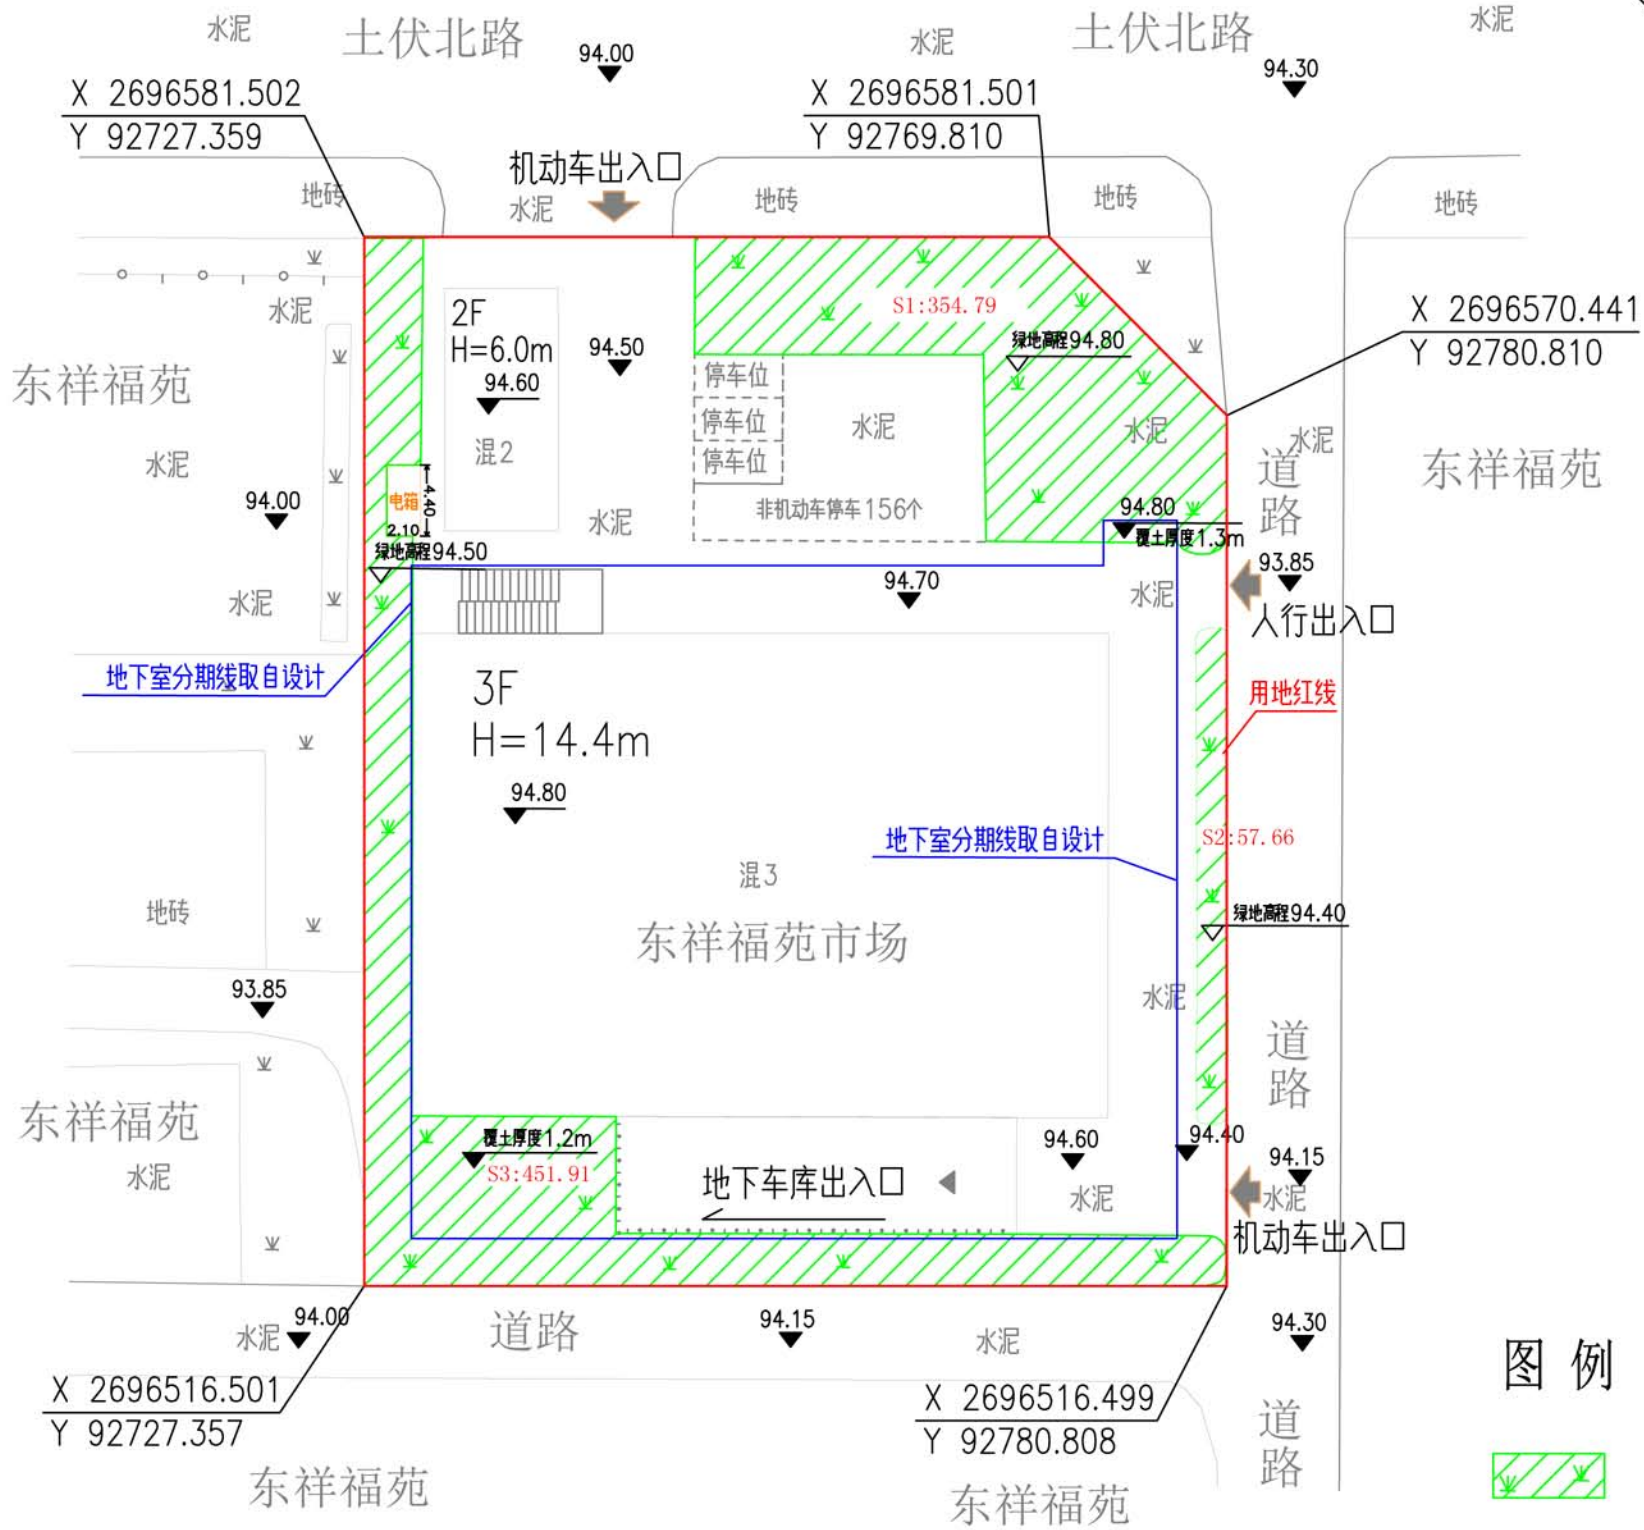 水泥
土伏北路
94.00
水泥
土伏北路
水泥
94.30
X 2696581.502
Y 92727.359
X 2696581.501
Y 92769.810
机动车出入口
水泥
地砖
地砖
地砖
地砖
水泥
2F
H=6.0m
94.60
混2
94.50
S1:354.79
绿地高程94.80
X 2696570.441
Y 92780.810
东祥福苑
水泥
94.00
停车位
停车位
停车位
水泥
水泥
水泥
道路
东祥福苑
电箱
4.40
2.10
绿地高程94.50
水泥
非机动车停车156个
94.80
覆土厚度1.3m
水泥
94.70
水泥
93.85
人行出入口
地下室分期线取自设计
3F
H=14.4m
94.80
用地红线
地下室分期线取自设计
S2:57.66
混3
地砖
绿地高程94.40
东祥福苑市场
93.85
水泥
道路
东祥福苑
水泥
覆土厚度1.2m
S3:451.91
地下车库出入口
94.60
水泥
94.40
94.15
水泥
机动车出入口
水泥
94.00
道路
94.15
水泥
94.30
图 例
X 2696516.501
Y 92727.357
X 2696516.499
Y 92780.808
道路
东祥福苑
东祥福苑